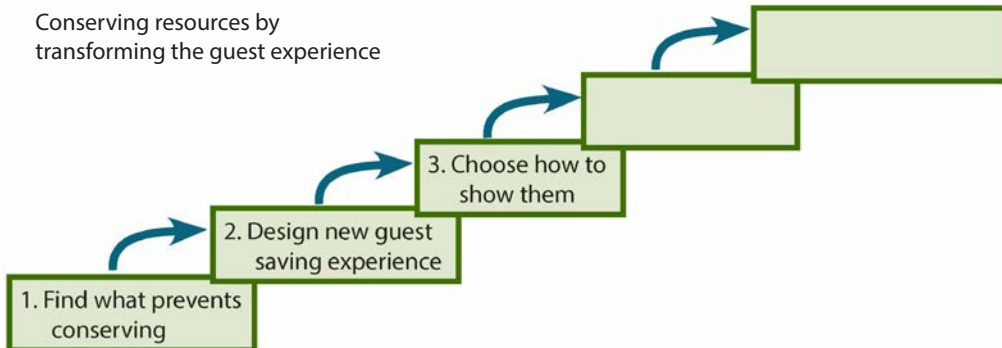 Conserving resources by
transforming the guest experience
1. Find what prevents
conserving
2. Design new guest
saving experience
3. Choose how to
show them